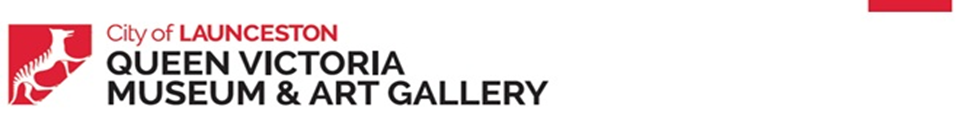 City of LAUNCESTON
QUEEN VICTORIA
MUSEUM & ART GALLERY